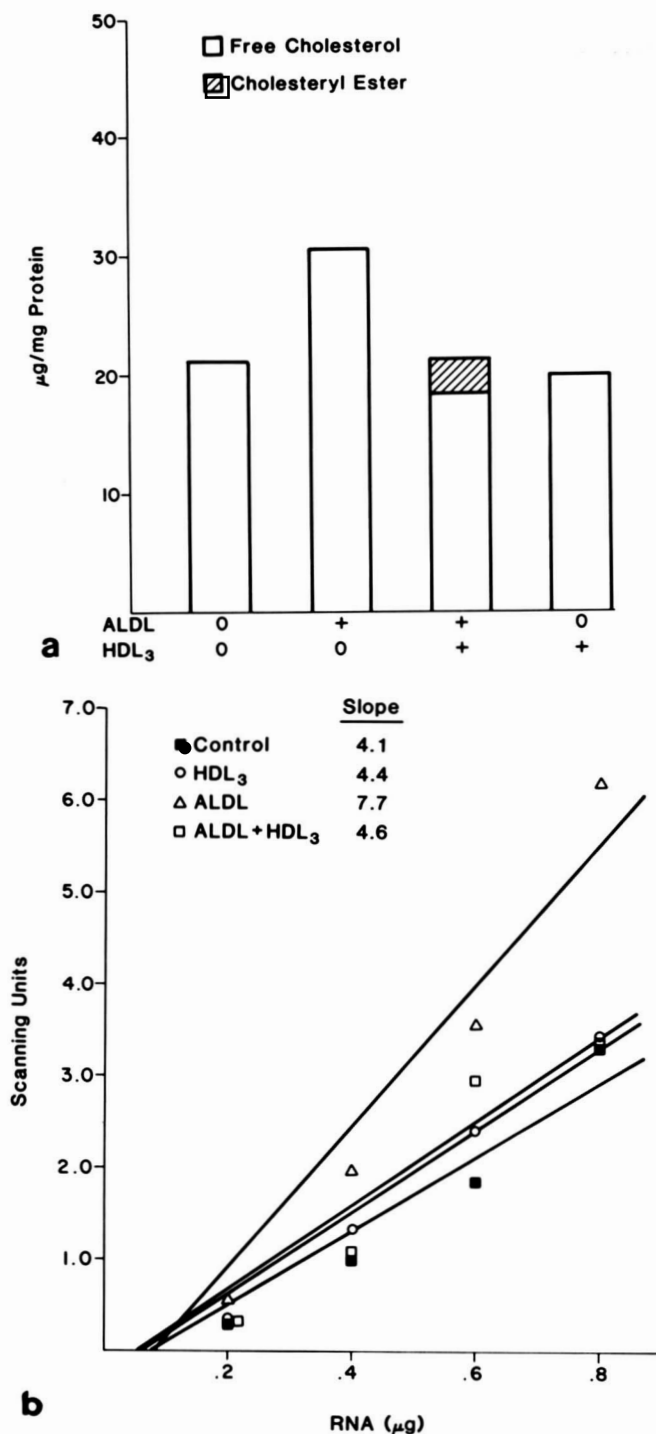 50
Free Cholesterol
Cholesteryl Ester
40
30
20
10
µg/mg Protein
ALDL 0 + + 0
HDL₃ 0 0 + +
a
7.0
6.0
5.0
4.0
3.0
2.0
1.0
Scanning Units
Slope
Control 4.1
HDL₃ 4.4
ALDL 7.7
ALDL+HDL₃ 4.6
.2 .4 .6 .8
RNA (µg)
b